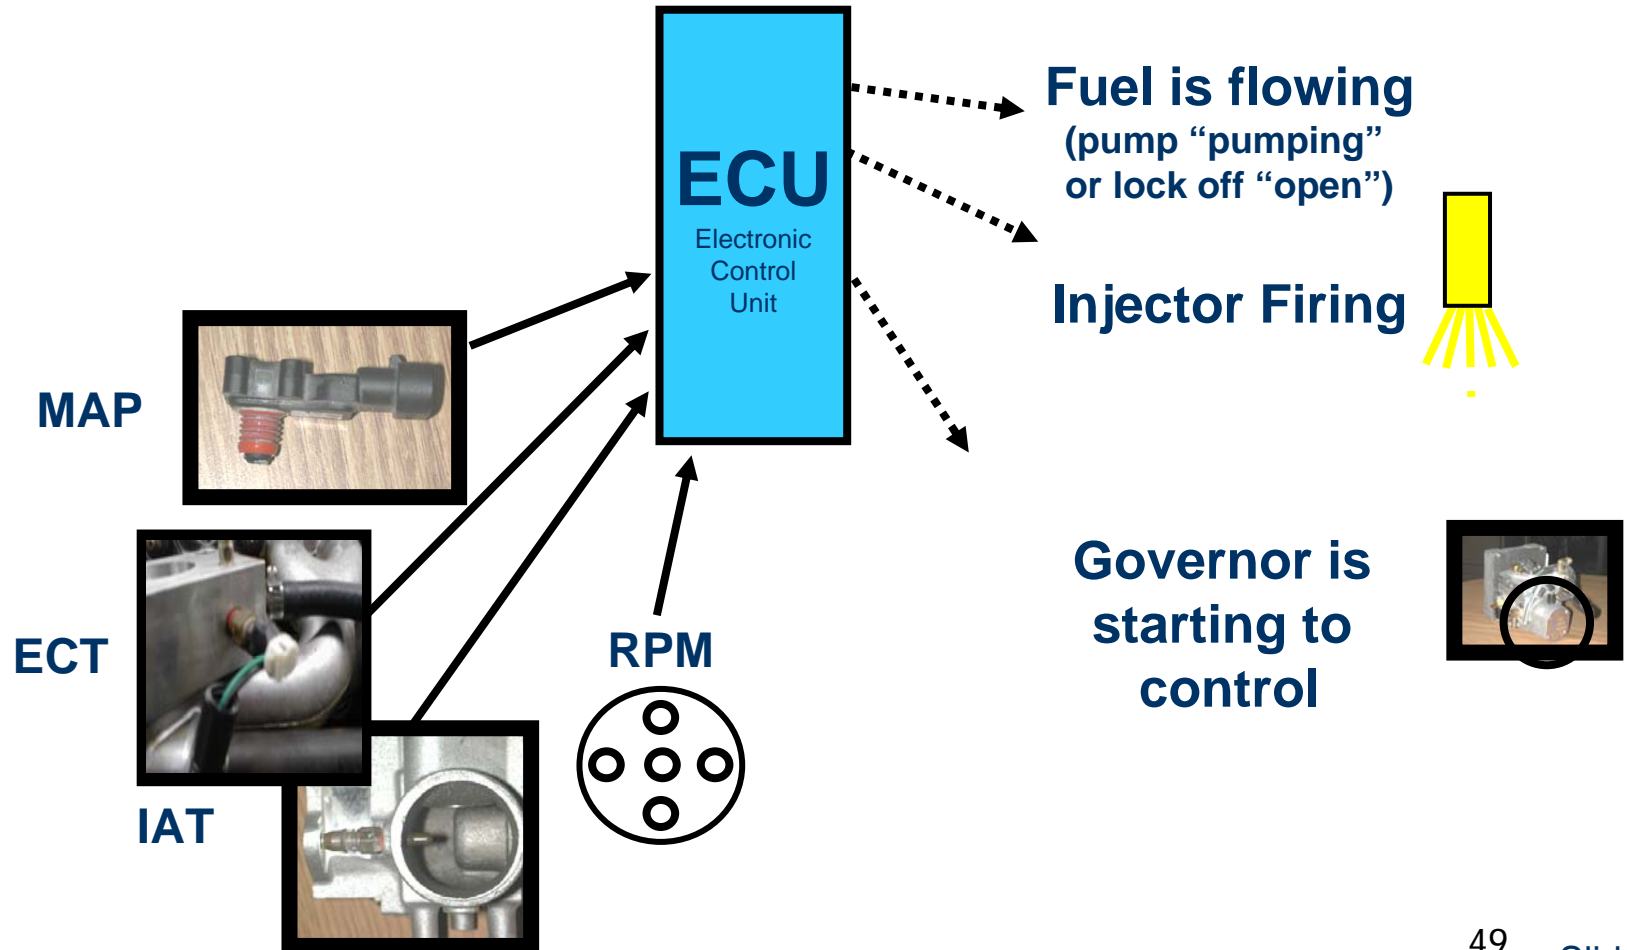 ECU
Electronic
Control
Unit
Fuel is flowing
(pump “pumping”
or lock off “open”)
Injector Firing
MAP
ECT
IAT
RPM
Governor is
starting to
control
49